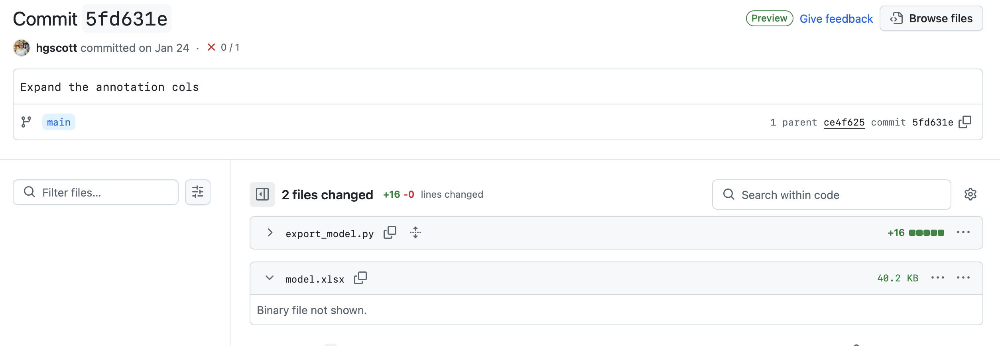 Commit 5fd631e
Preview Give feedback Browse files
hgscott committed on Jan 24 · 0 / 1
Expand the annotation cols
main
1 parent ce4f625 commit 5fd631e
Filter files...
2 files changed +16 -0 lines changed
Search within code
export_model.py
+16
model.xlsx
40.2 KB
Binary file not shown.